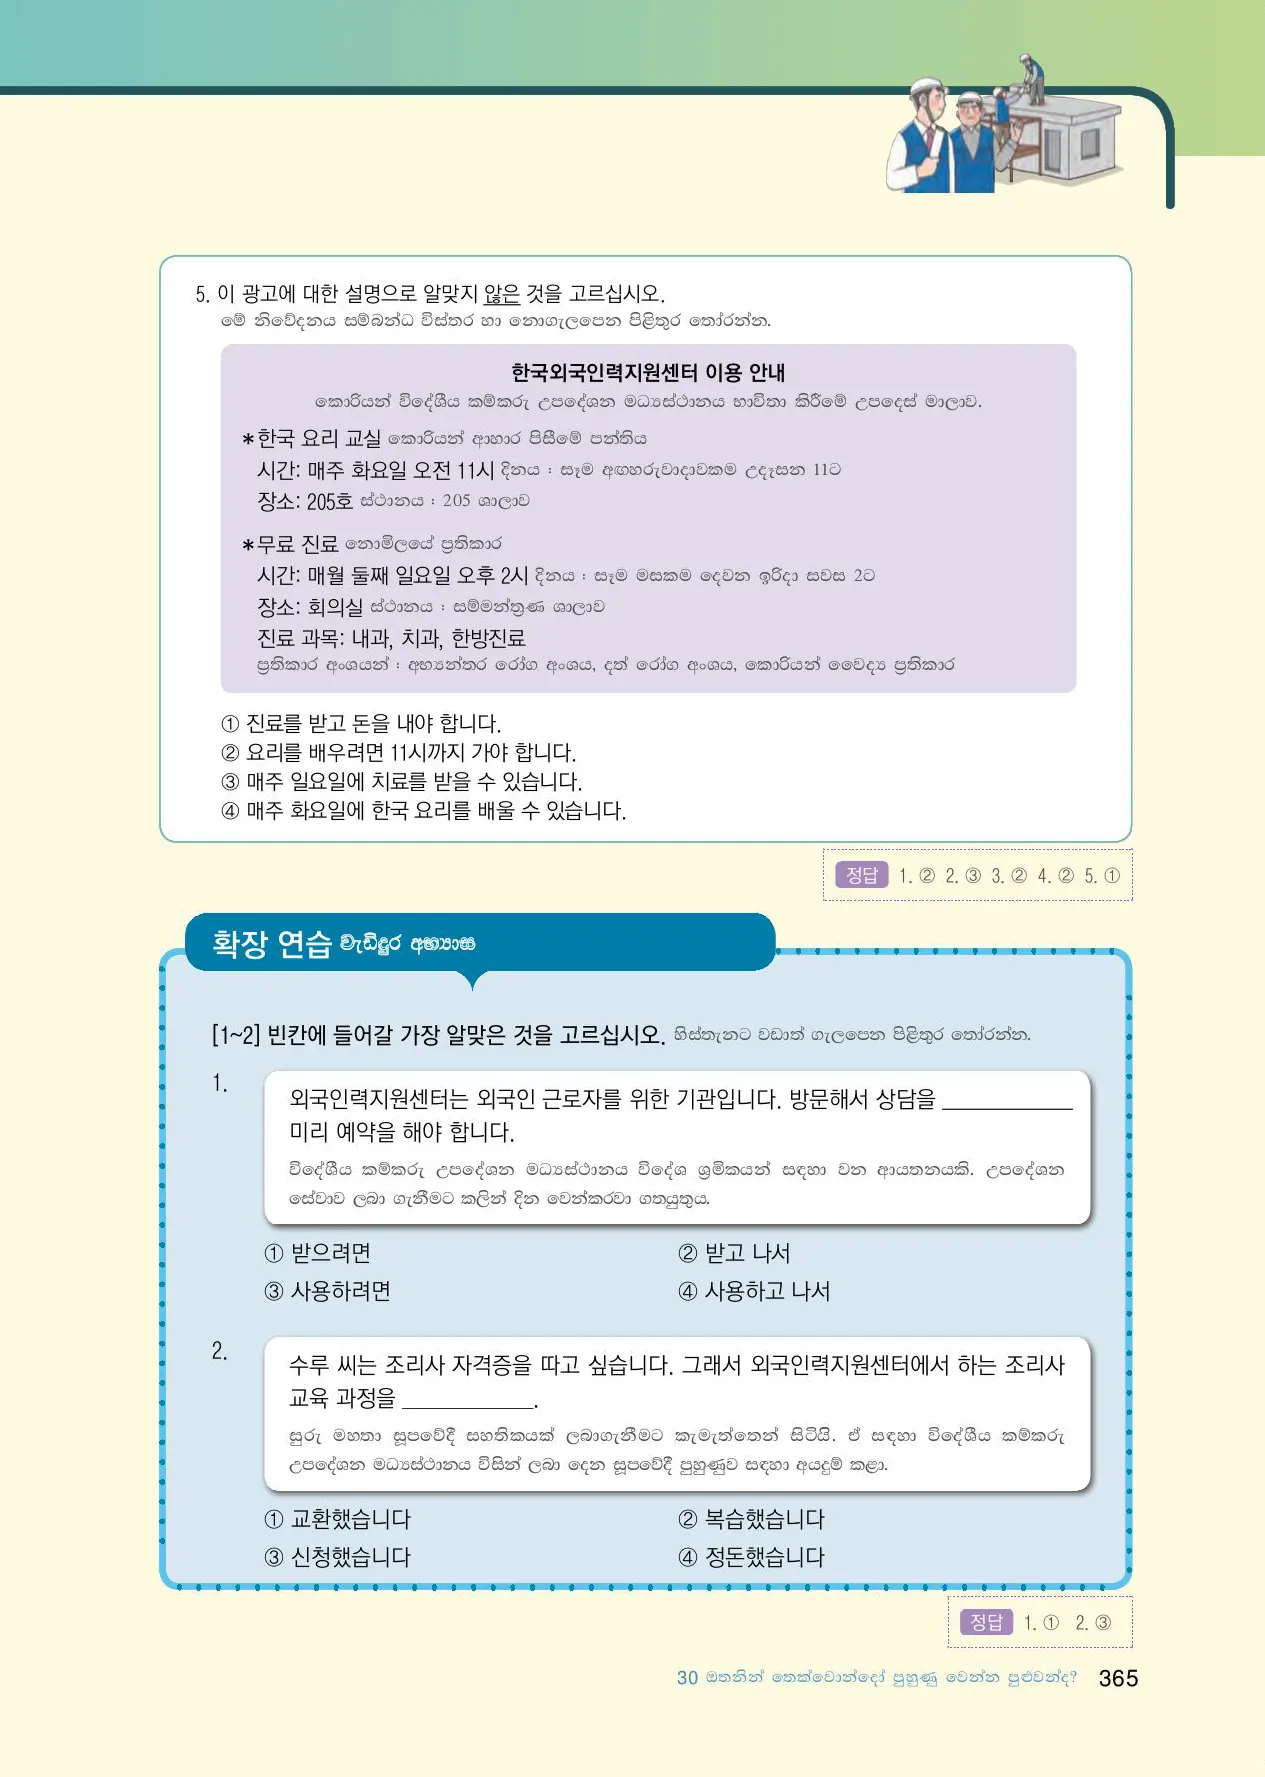 5. 이 광고에 대한 설명으로 알맞지 않은 것을 고르십시오.
මේ නිවේදනය සම්බන්ධ විස්තර හා නොගැලපෙන පිළිතුර තෝරන්න.
한국외국인력지원센터 이용 안내
කොරියන් විදේශීය කම්කරු උපදේශන මධ්‍යස්ථානය භාවිතා කිරීමේ උපදෙස් මාලාව.
*한국 요리 교실 කොරියන් ආහාර පිසීමේ පන්තිය
시간: 매주 화요일 오전 11시 දිනය : සෑම අඟහරුවාදාවකම උදෑසන 11ට
장소: 205호 ස්ථානය : 205 ශාලාව
*무료 진료 නොමිලයේ ප්‍රතිකාර
시간: 매월 둘째 일요일 오후 2시 දිනය : සෑම මසකම දෙවන ඉරිදා සවස 2ට
장소: 회의실 ස්ථානය : සම්මන්ත්‍රණ ශාලාව
진료 과목: 내과, 치과, 한방진료
ප්‍රතිකාර අංශයන් : අභ්‍යන්තර රෝග අංශය, දත් රෝග අංශය, කොරියන් වෛද්‍ය ප්‍රතිකාර
① 진료를 받고 돈을 내야 합니다.
② 요리를 배우려면 11시까지 가야 합니다.
③ 매주 일요일에 치료를 받을 수 있습니다.
④ 매주 화요일에 한국 요리를 배울 수 있습니다.
정답 1. ② 2. ③ 3. ② 4. ② 5. ①
확장 연습 වැඩිදුර අභ්‍යාස
[1~2] 빈칸에 들어갈 가장 알맞은 것을 고르십시오. හිස්තැනට වඩාත් ගැලපෙන පිළිතුර තෝරන්න.
1.
외국인력지원센터는 외국인 근로자를 위한 기관입니다. 방문해서 상담을 ____________
미리 예약을 해야 합니다.
විදේශීය කම්කරු උපදේශන මධ්‍යස්ථානය විදේශ ශ්‍රමිකයන් සඳහා වන ආයතනයකි. උපදේශන
සේවාව ලබා ගැනීමට කලින් දින වෙන්කරවා ගතයුතුය.
① 받으려면 ② 받고 나서
③ 사용하려면 ④ 사용하고 나서
2.
수루 씨는 조리사 자격증을 따고 싶습니다. 그래서 외국인력지원센터에서 하는 조리사
교육 과정을 ____________.
සුරු මහතා සූපවේදී සහතිකයක් ලබාගැනීමට කැමැත්තෙන් සිටියි. ඒ සඳහා විදේශීය කම්කරු
උපදේශන මධ්‍යස්ථානය විසින් ලබා දෙන සූපවේදී පුහුණුව සඳහා අයදුම් කළා.
① 교환했습니다 ② 복습했습니다
③ 신청했습니다 ④ 정돈했습니다
정답 1. ① 2. ③
30 ඔතනින් තෙක්වොන්දෝ පුහුණු වෙන්න පුළුවන්ද? 365